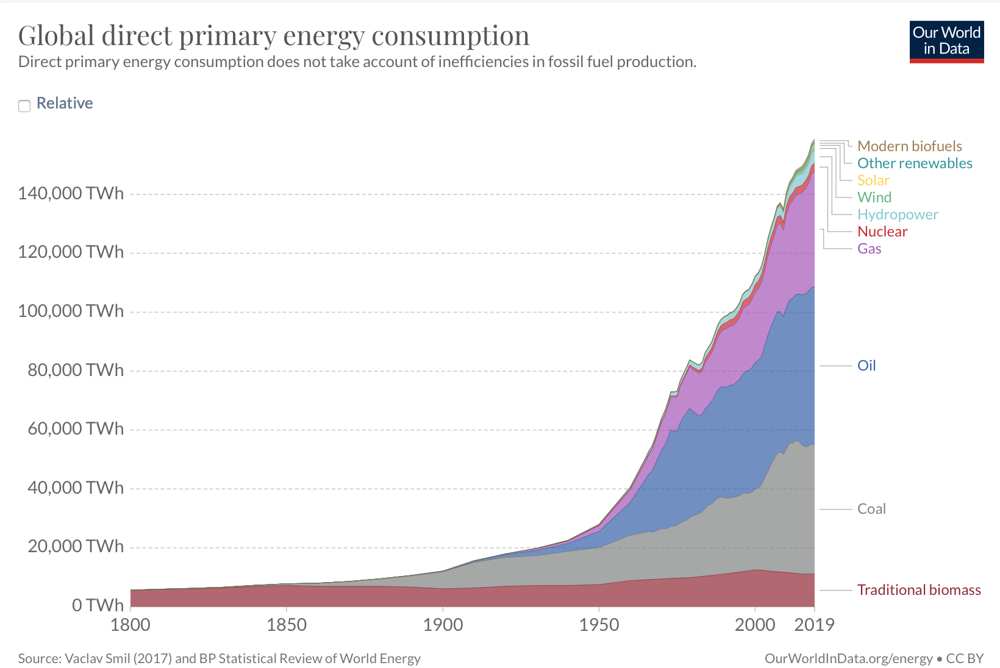 Global direct primary energy consumption
Our World
in Data
Direct primary energy consumption does not take account of inefficiencies in fossil fuel production.
Relative
Modern biofuels
Other renewables
Solar
Wind
Hydropower
Nuclear
Gas
Oil
Coal
Traditional biomass
140,000 TWh
120,000 TWh
100,000 TWh
80,000 TWh
60,000 TWh
40,000 TWh
20,000 TWh
0 TWh
1800 1850 1900 1950 2000 2019
Source: Vaclav Smil (2017) and BP Statistical Review of World Energy
OurWorldInData.org/energy • CC BY